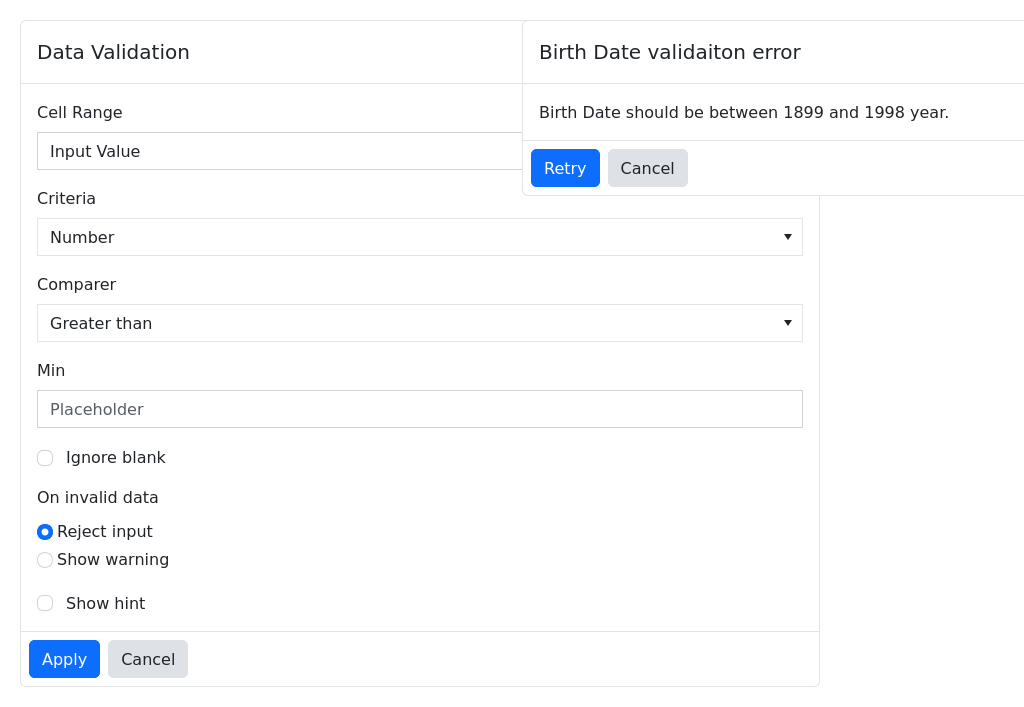 Data Validation
Birth Date validaiton error
Cell Range
Birth Date should be between 1899 and 1998 year.
Input Value
Retry
Cancel
Criteria
Number
Comparer
Greater than
Min
Placeholder
Ignore blank
On invalid data
Reject input
Show warning
Show hint
Apply
Cancel